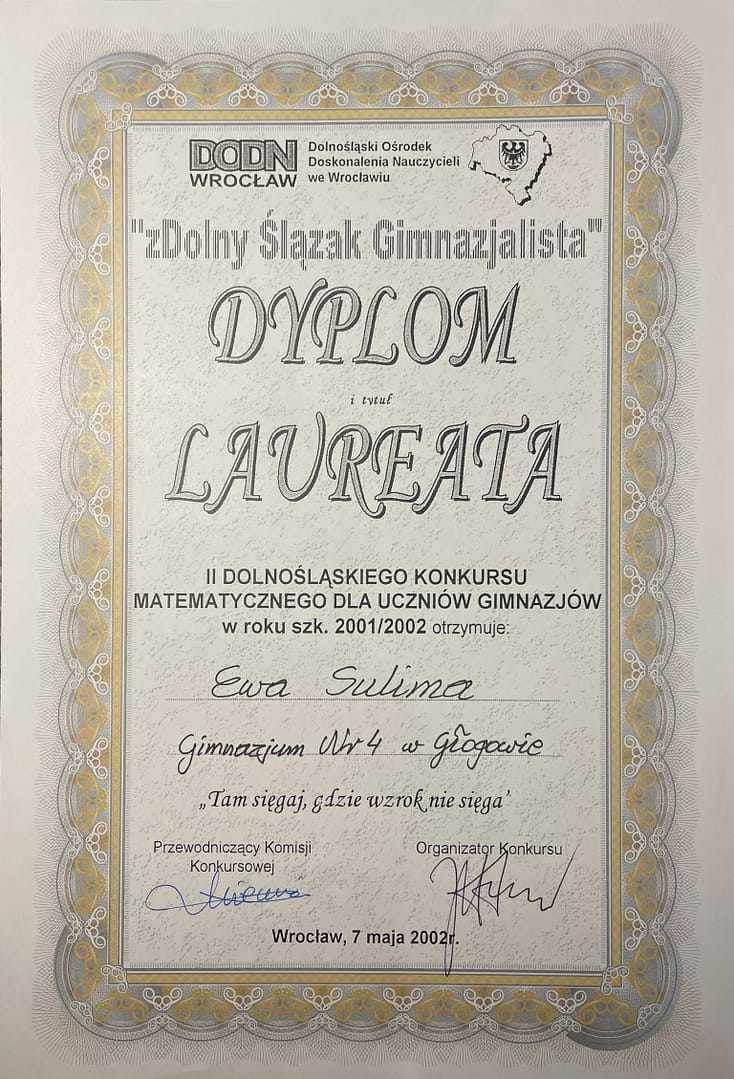 DODN
WROCŁAW
Dolnośląski Ośrodek
Doskonalenia Nauczycieli
we Wrocławiu
"zDolny Ślązak Gimnazjalista"
DYPLOM
i tytuł
LAUREATA
II DOLNOŚLĄSKIEGO KONKURSU
MATEMATYCZNEGO DLA UCZNIÓW GIMNAZJÓW
w roku szk. 2001/2002 otrzymuje:
Ewa Sulima
Gimnazjum Nr 4 w Głogowie
„Tam sięgaj, gdzie wzrok nie sięga’
Przewodniczący Komisji
Konkursowej
Organizator Konkursu
Wrocław, 7 maja 2002r.